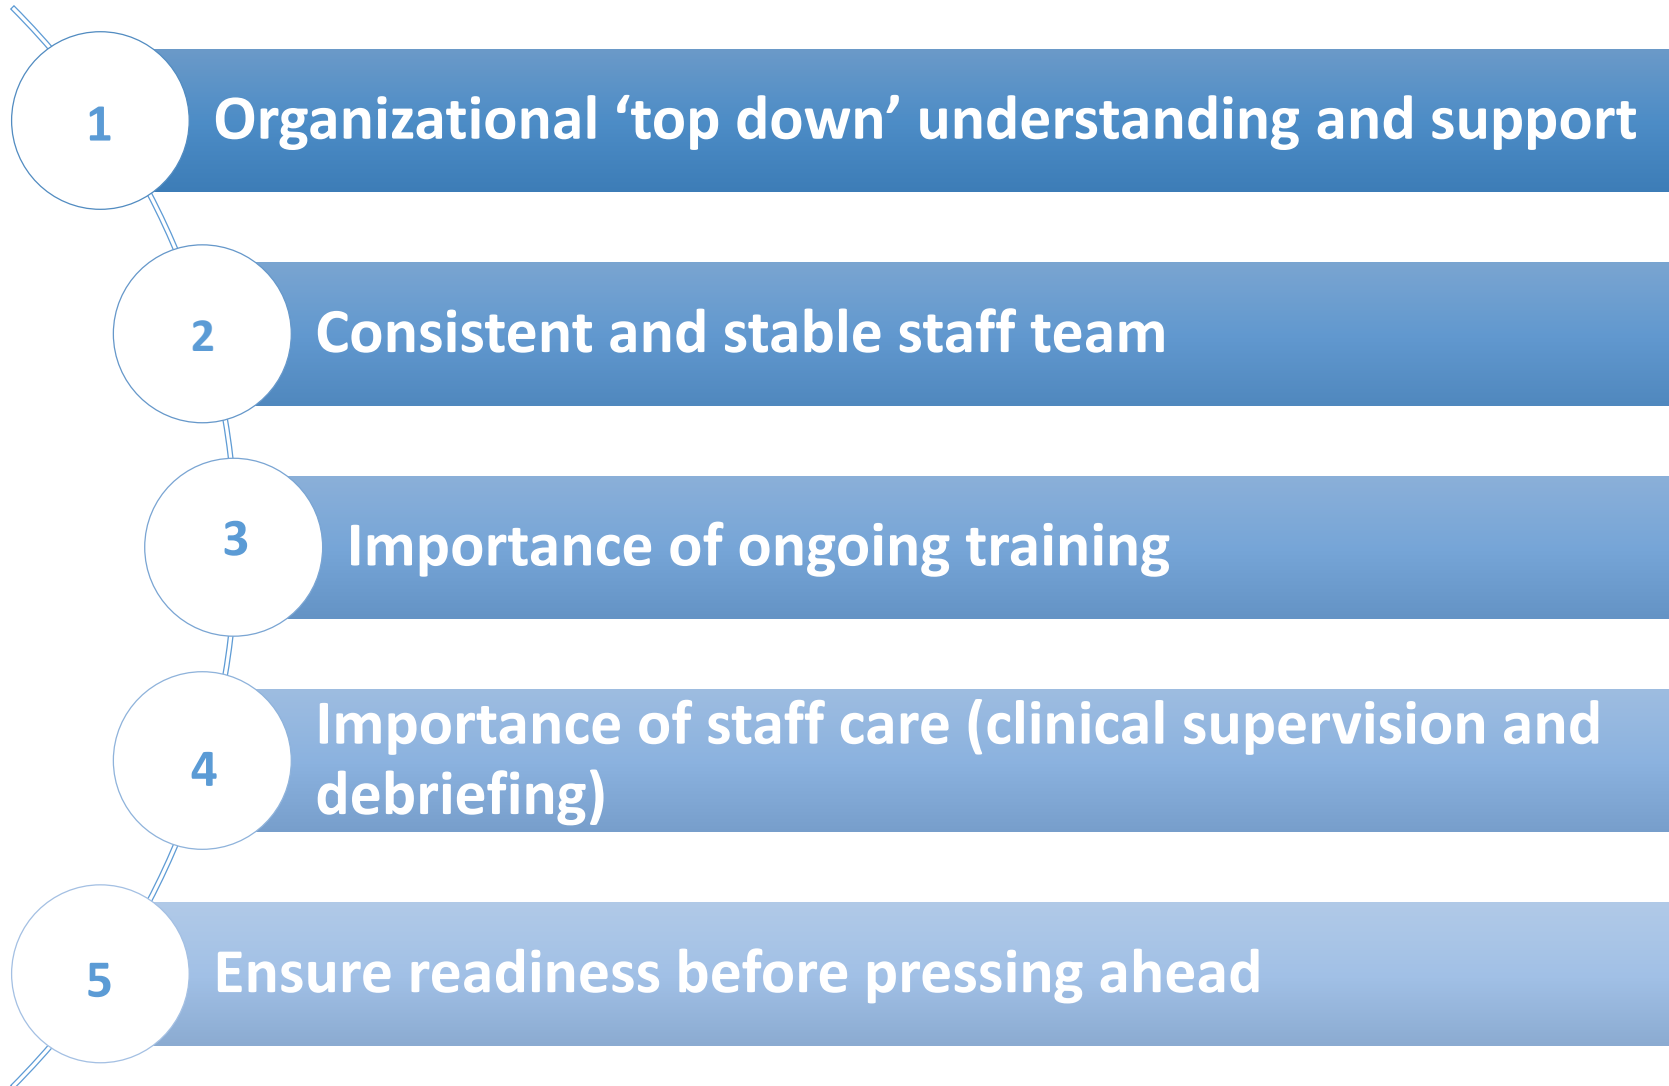 1
Organizational ‘top down’ understanding and support
2
Consistent and stable staff team
3
Importance of ongoing training
4
Importance of staff care (clinical supervision and
debriefing)
5
Ensure readiness before pressing ahead